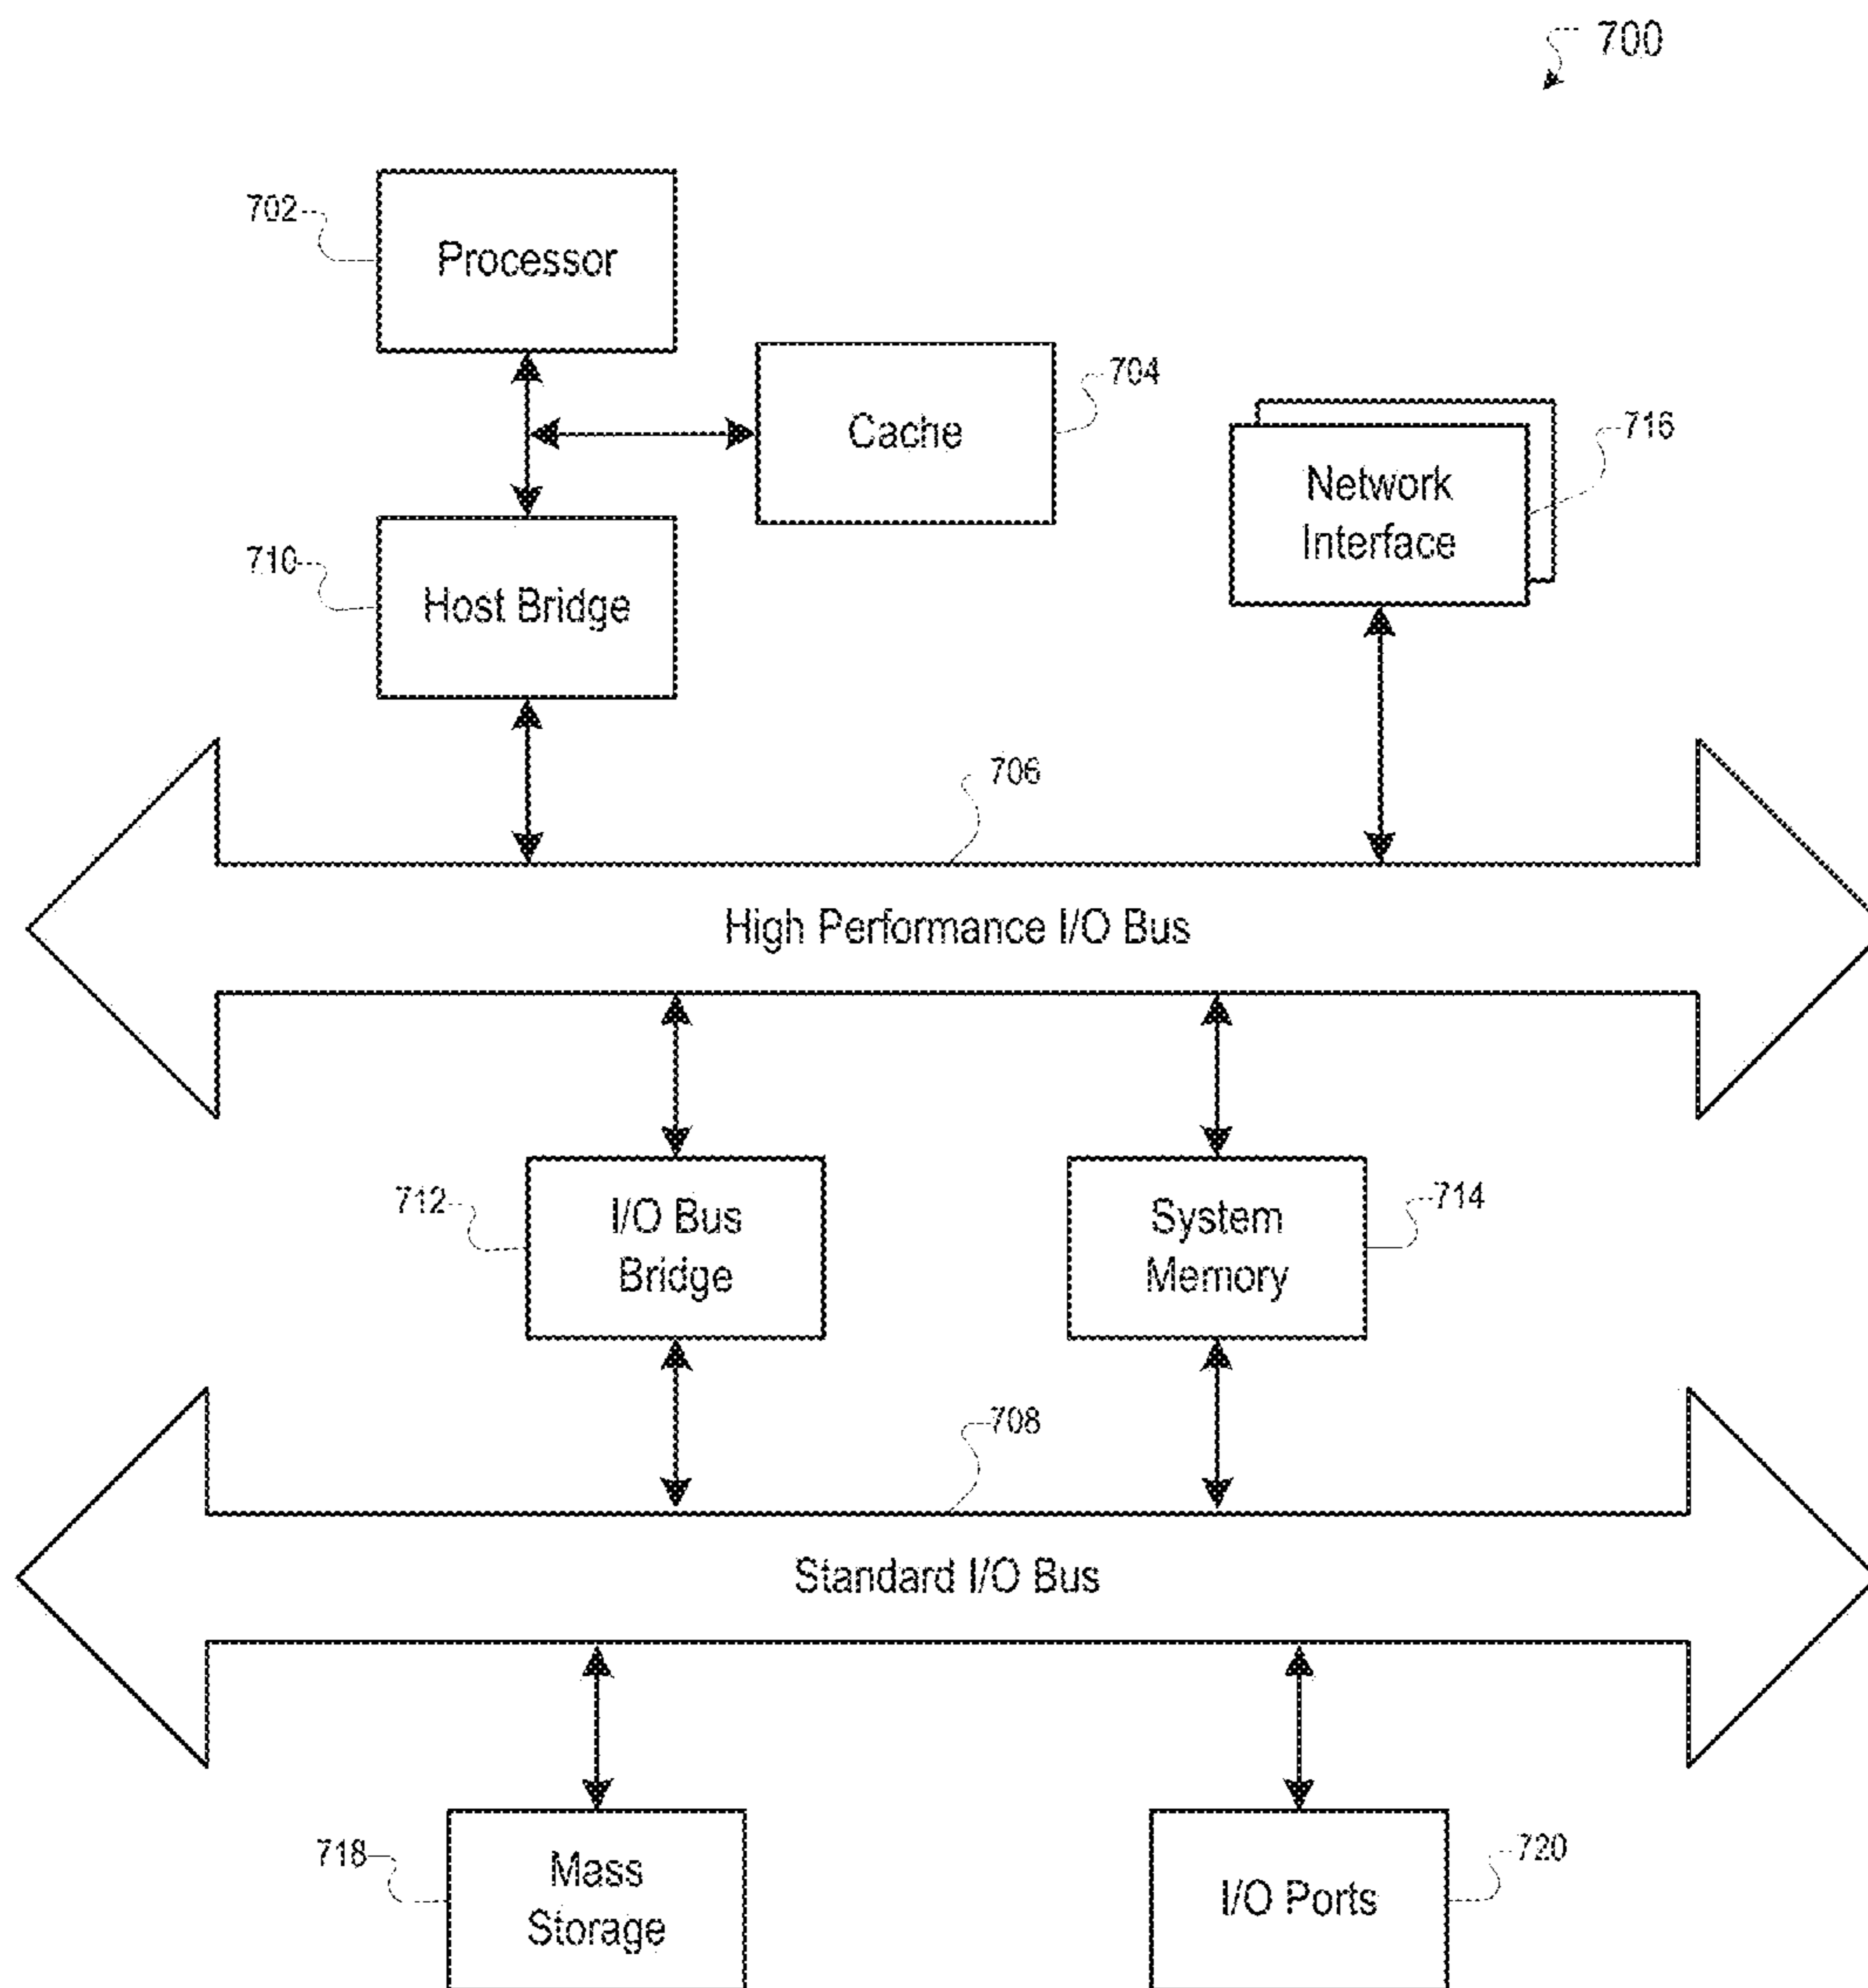 700
702
Processor
704
Cache
716
Network
Interface
710
Host Bridge
706
High Performance I/O Bus
712
I/O Bus
Bridge
714
System
Memory
708
Standard I/O Bus
718
Mass
Storage
720
I/O Ports